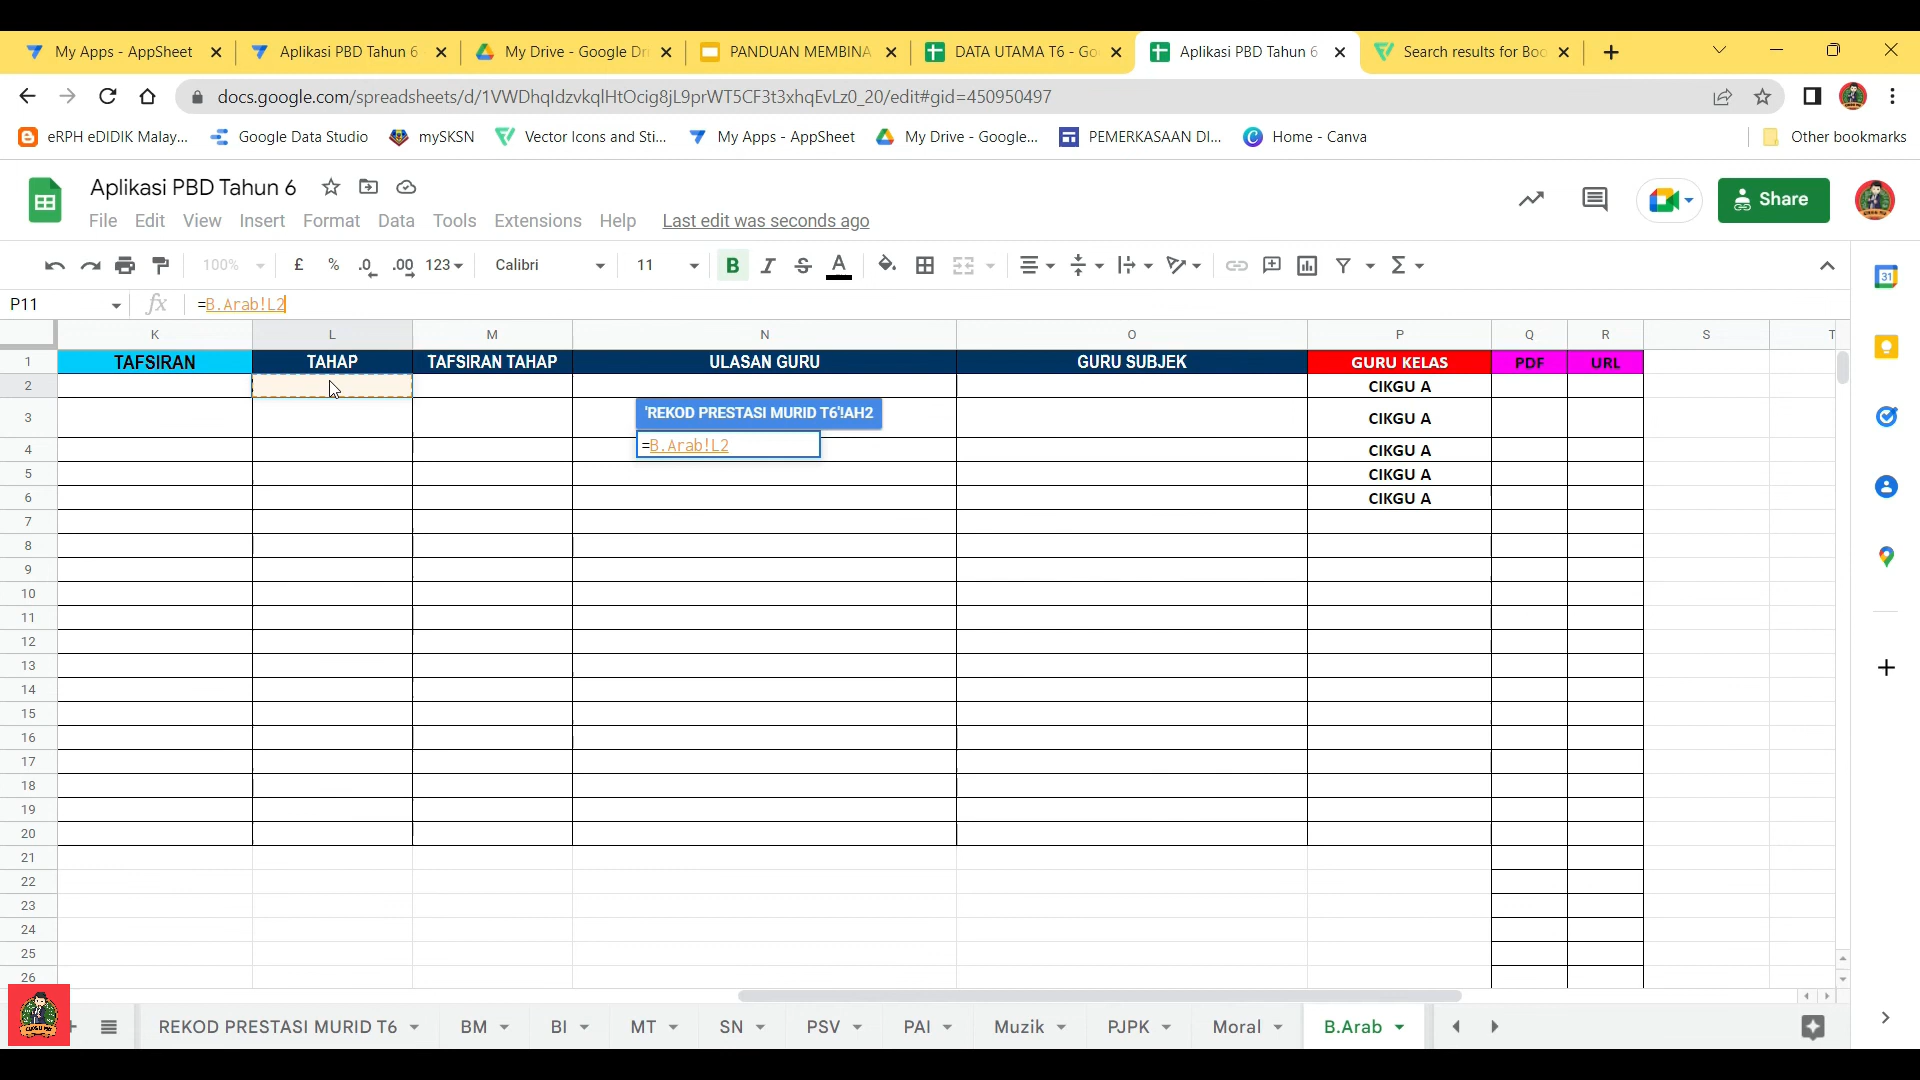 My Apps - AppSheet
Aplikasi PBD Tahun 6
My Drive - Google Dri
PANDUAN MEMBINA
DATA UTAMA T6 - Go
Aplikasi PBD Tahun 6
Search results for Boo
docs.google.com/spreadsheets/d/1VWDhqIdzvkqlHtOcig8jL9prWT5CF3t3xhqEvLz0_20/edit#gid=450950497
eRPH eDIDIK Malay...
Google Data Studio
mySKSN
Vector Icons and Sti...
My Apps - AppSheet
My Drive - Google...
PEMERKASAAN DI...
Home - Canva
Other bookmarks
Aplikasi PBD Tahun 6
File Edit View Insert Format Data Tools Extensions Help Last edit was seconds ago
Share
100% £ % .0 .00 123 Calibri 11 B I S A Σ
31
P11 fx =B.Arab!L2
K L M N O P Q R S T
1 TAFSIRAN TAHAP TAFSIRAN TAHAP ULASAN GURU GURU SUBJEK GURU KELAS PDF URL
2 CIKGU A
'REKOD PRESTASI MURID T6'!AH2
3 CIKGU A
=B.Arab!L2
4 CIKGU A
5 CIKGU A
6 CIKGU A
7
8
9
10
11
12
13
14
15
16
17
18
19
20
21
22
23
24
25
26
REKOD PRESTASI MURID T6 BM BI MT SN PSV PAI Muzik PJPK Moral B.Arab